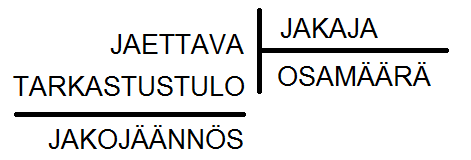 JAETTAVA
JAKAJA
TARKASTUSTULO
OSAMÄÄRÄ
JAKOJÄÄNNÖS